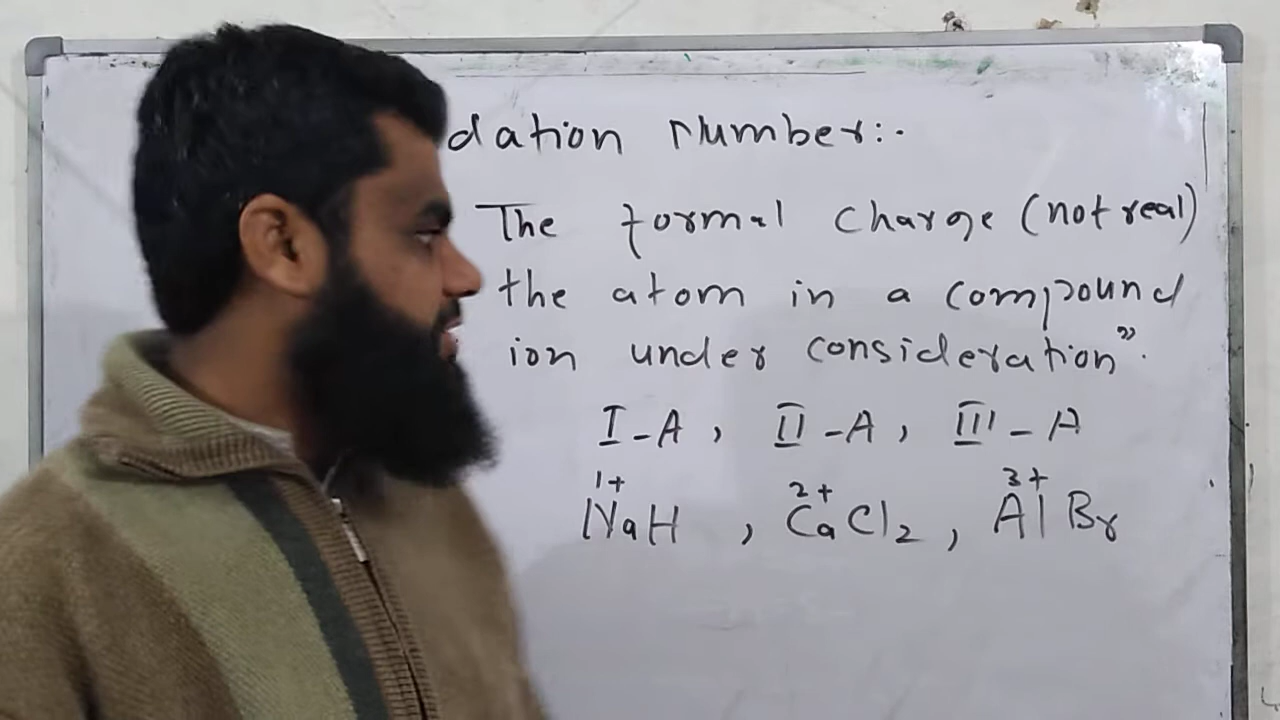 dation number:-
The formal charge (not real)
the atom in a compound
ion under consideration”.
I-A, II-A, III-A
1+ 2+ 3+
NaH, CaCl2, AlBr